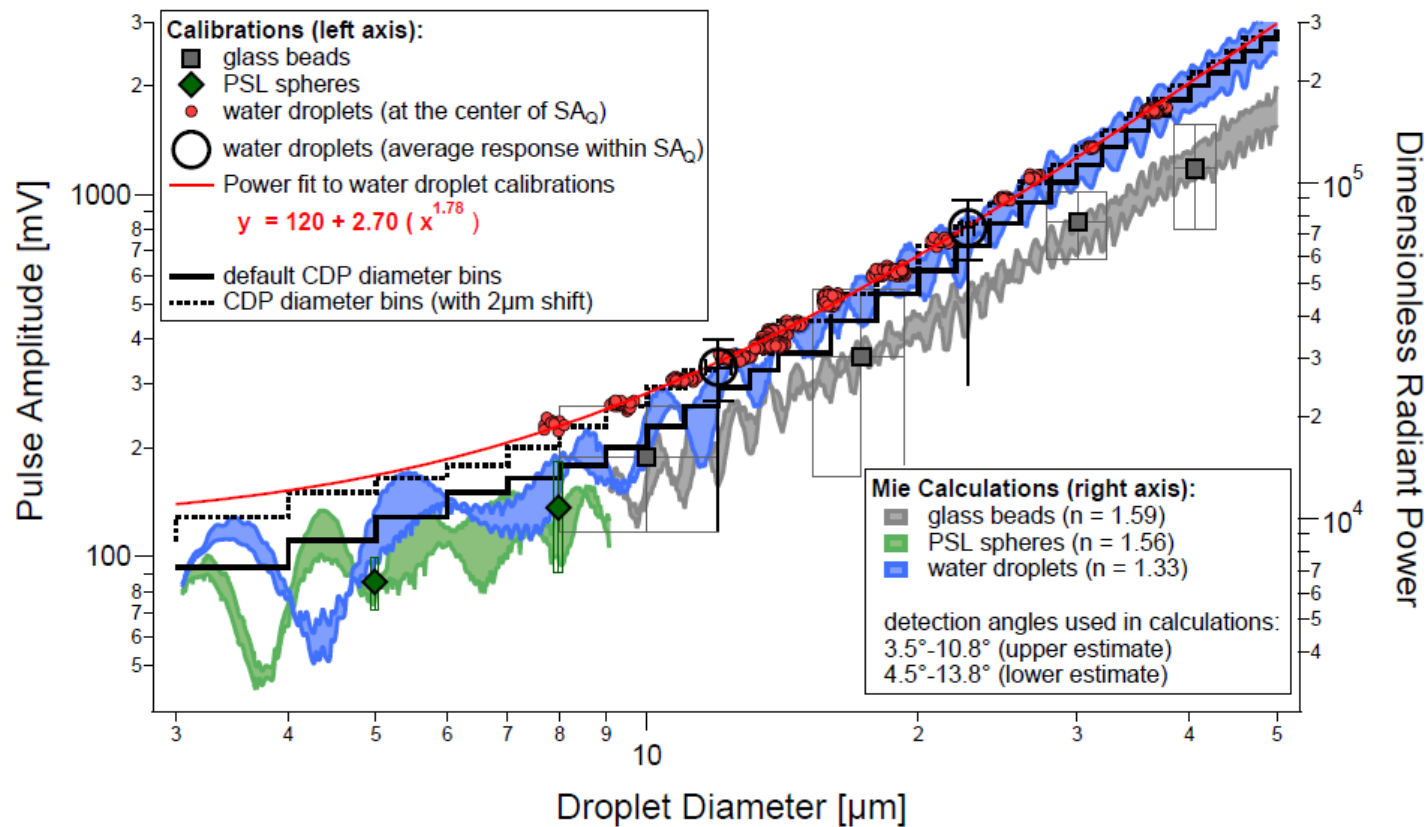 Calibrations (left axis):
glass beads
PSL spheres
water droplets (at the center of SAQ)
water droplets (average response within SAQ)
Power fit to water droplet calibrations
y = 120 + 2.70 ( x^1.78 )
default CDP diameter bins
CDP diameter bins (with 2µm shift)
Pulse Amplitude [mV]
3
2
1000
8
7
6
5
4
3
2
100
8
7
6
5
Mie Calculations (right axis):
glass beads (n = 1.59)
PSL spheres (n = 1.56)
water droplets (n = 1.33)
detection angles used in calculations:
3.5°-10.8° (upper estimate)
4.5°-13.8° (lower estimate)
3
2
10^5
8
7
6
5
4
3
2
10^4
8
7
6
5
4
Dimensionless Radiant Power
3 4 5 6 7 8 9 10 2 3 4 5
Droplet Diameter [µm]